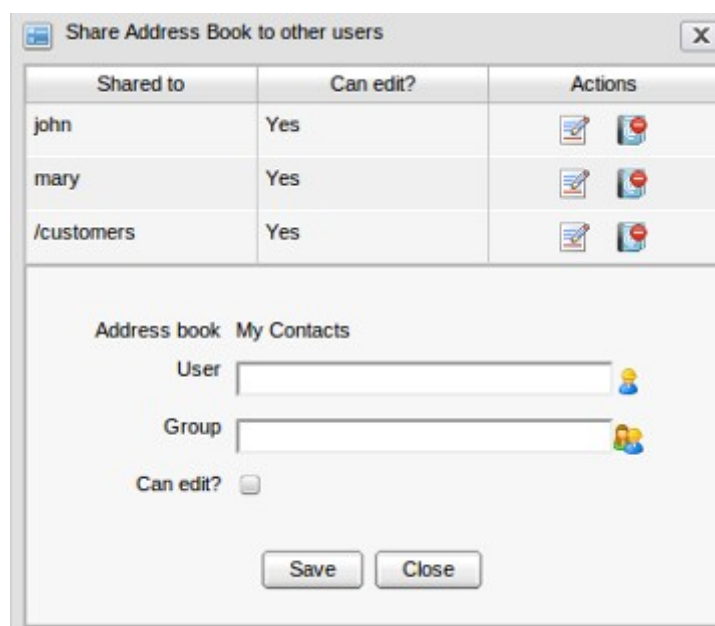 Share Address Book to other users
X
Shared to Can edit? Actions
john Yes
mary Yes
/customers Yes
Address book My Contacts
User
Group
Can edit?
Save Close